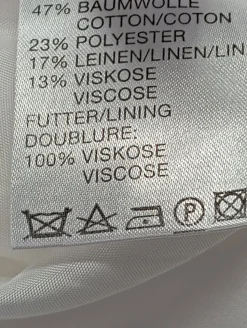 47% BAUMWOLLE
COTTON/COTON
23% POLYESTER
17% LEINEN/LINEN/LIN
13% VISKOSE
VISCOSE
FUTTER/LINING
DOUBLURE:
100% VISKOSE
VISCOSE
P